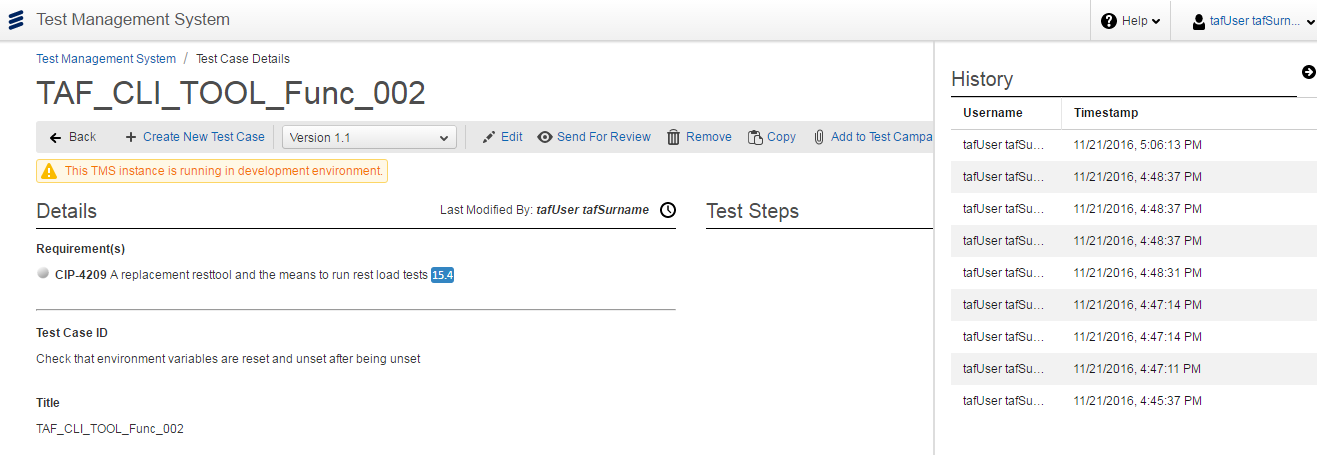 Test Management System
Help
tafUser tafSurn...
Test Management System / Test Case Details
TAF_CLI_TOOL_Func_002
Back
Create New Test Case
Version 1.1
Edit
Send For Review
Remove
Copy
Add to Test Campa
This TMS instance is running in development environment.
Details
Last Modified By: tafUser tafSurname
Requirement(s)
CIP-4209 A replacement resttool and the means to run rest load tests 15.4
Test Case ID
Check that environment variables are reset and unset after being unset
Title
TAF_CLI_TOOL_Func_002
Test Steps
History
Username Timestamp
tafUser tafSu... 11/21/2016, 5:06:13 PM
tafUser tafSu... 11/21/2016, 4:48:37 PM
tafUser tafSu... 11/21/2016, 4:48:37 PM
tafUser tafSu... 11/21/2016, 4:48:37 PM
tafUser tafSu... 11/21/2016, 4:48:31 PM
tafUser tafSu... 11/21/2016, 4:47:14 PM
tafUser tafSu... 11/21/2016, 4:47:14 PM
tafUser tafSu... 11/21/2016, 4:47:11 PM
tafUser tafSu... 11/21/2016, 4:45:37 PM